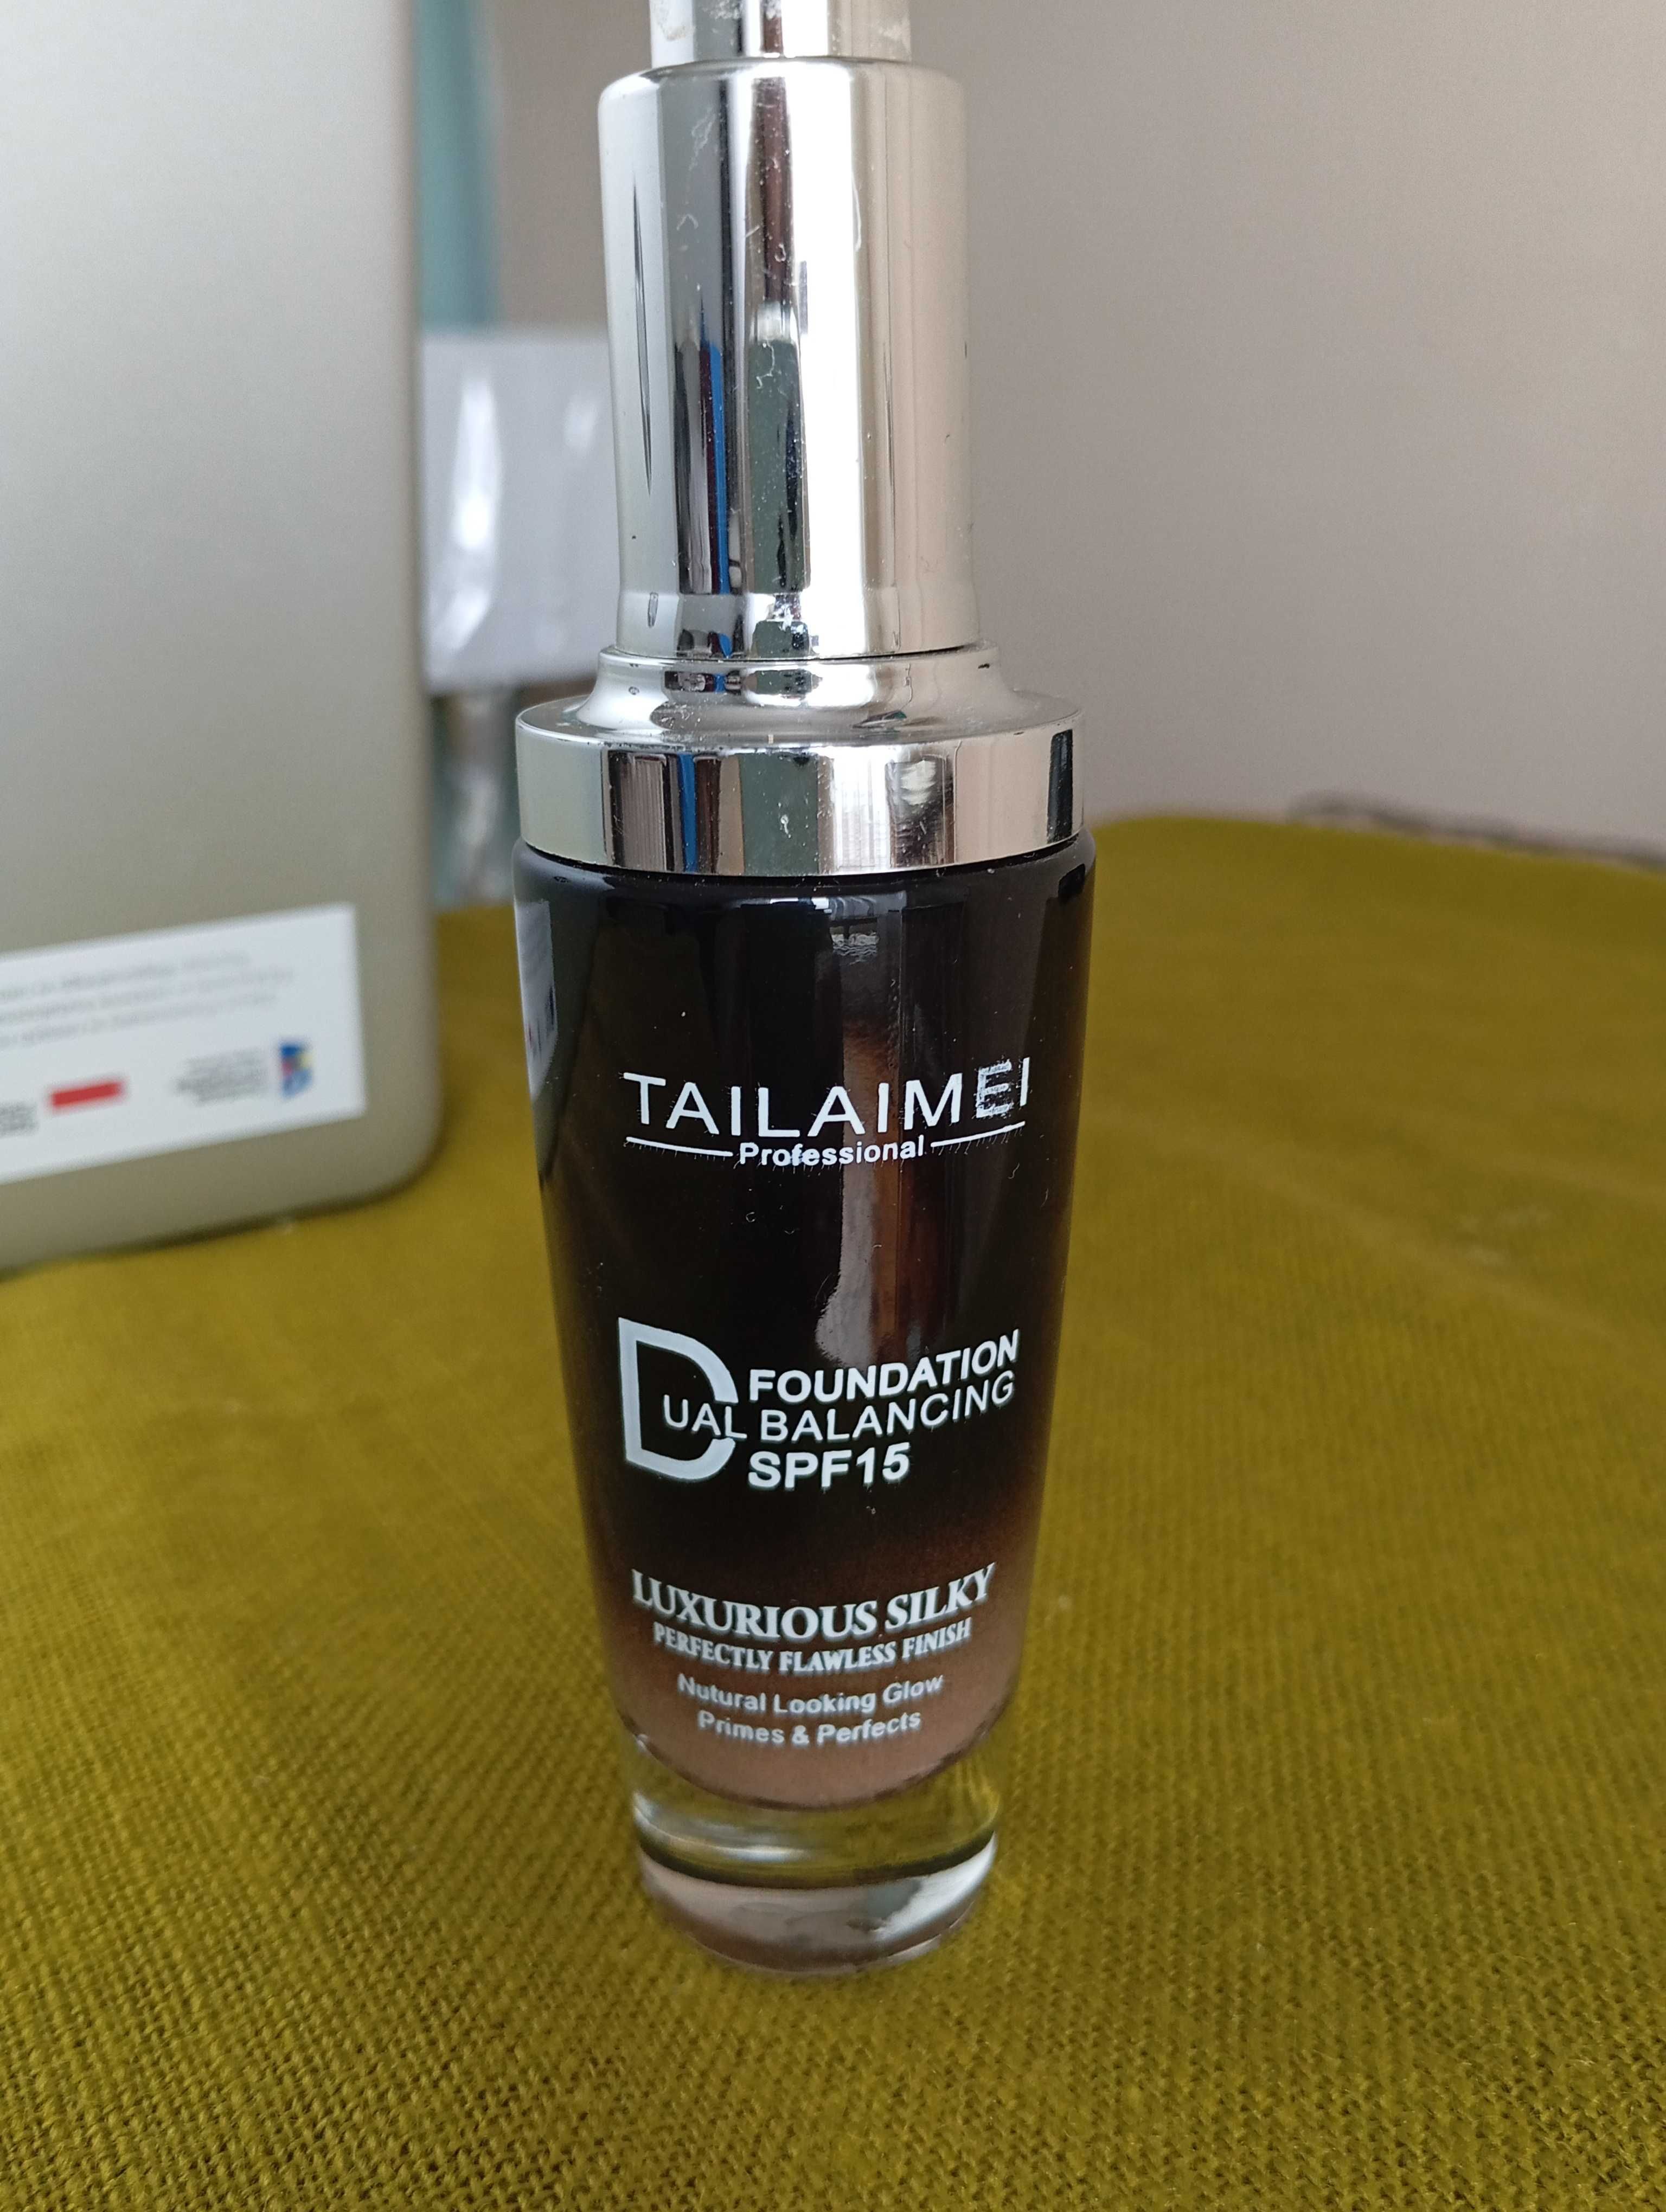 TAILAIMEI
Professional
DUAL FOUNDATION
BALANCING
SPF15
LUXURIOUS SILKY
PERFECTLY FLAWLESS FINISH
Nutural Looking Glow
Primes & Perfects